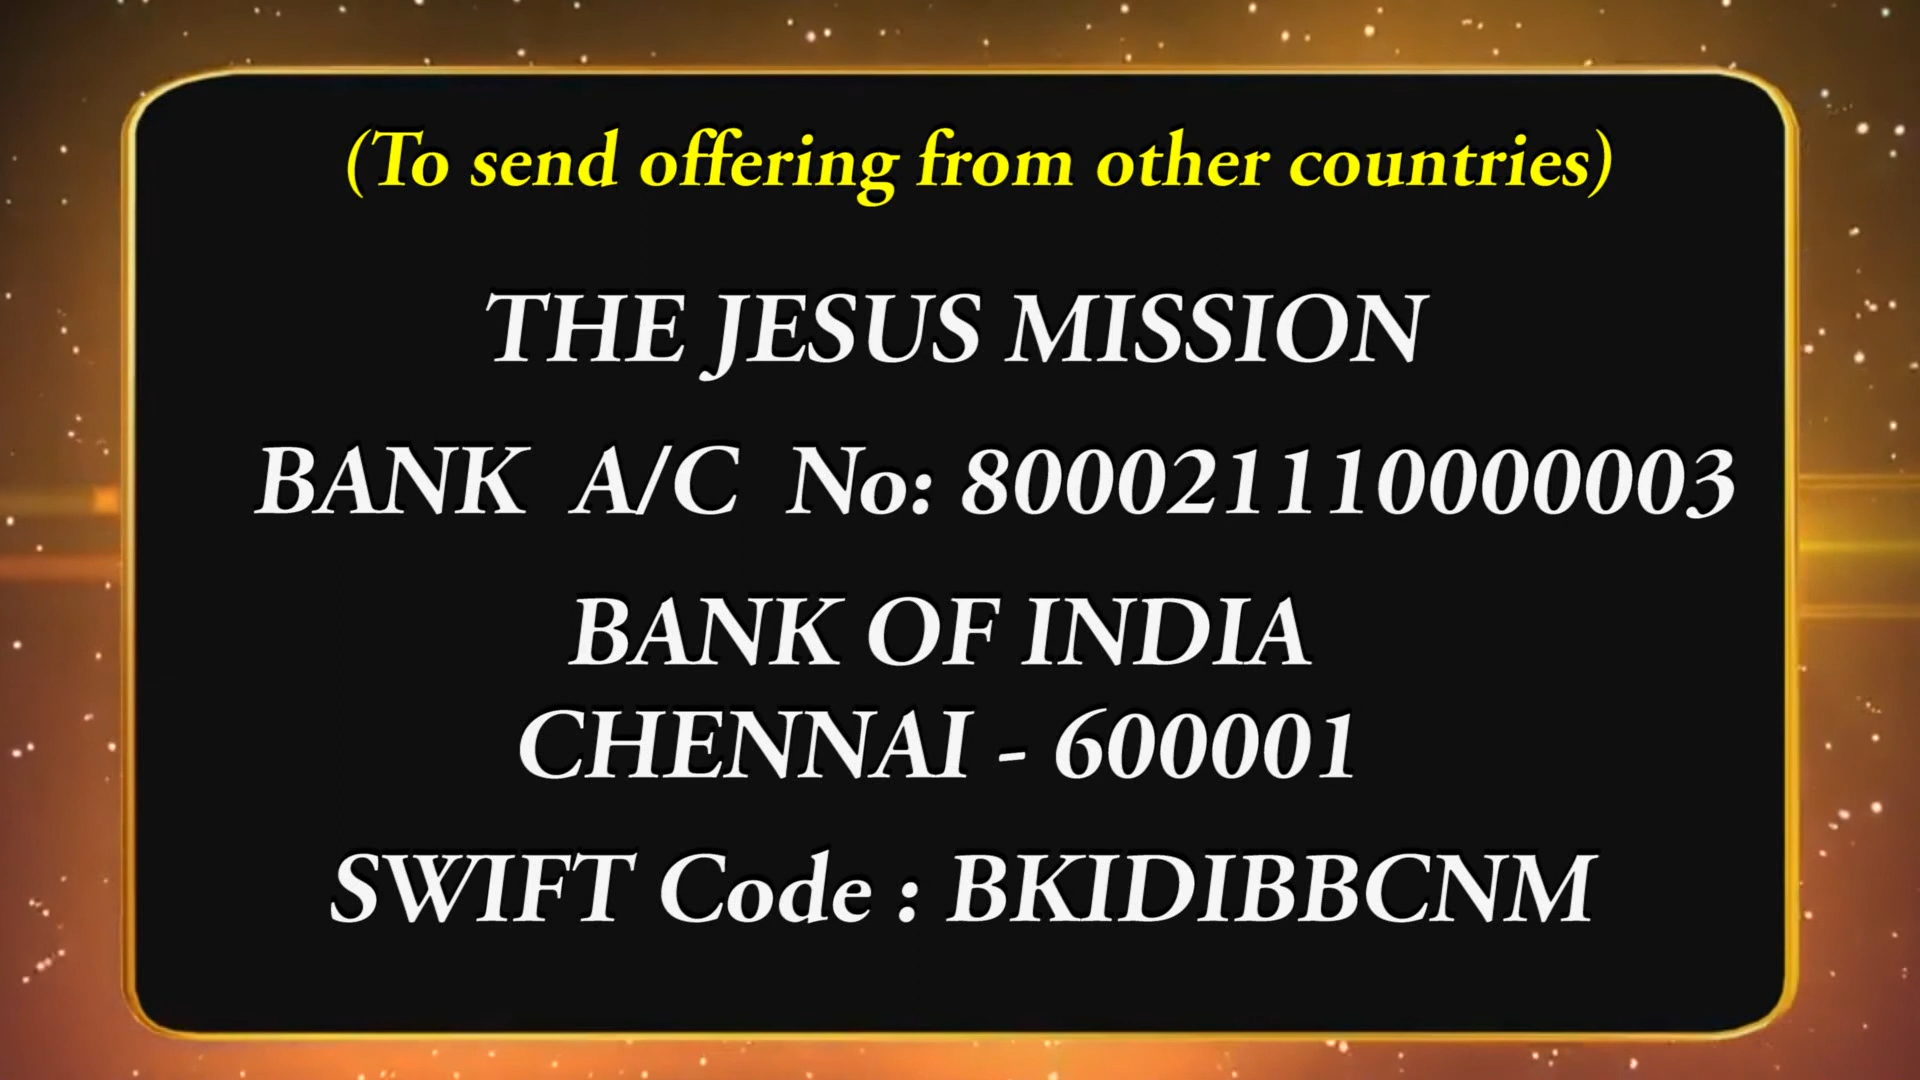 (To send offering from other countries)
THE JESUS MISSION
BANK A/C No: 800021110000003
BANK OF INDIA
CHENNAI - 600001
SWIFT Code : BKIDIBBCNM